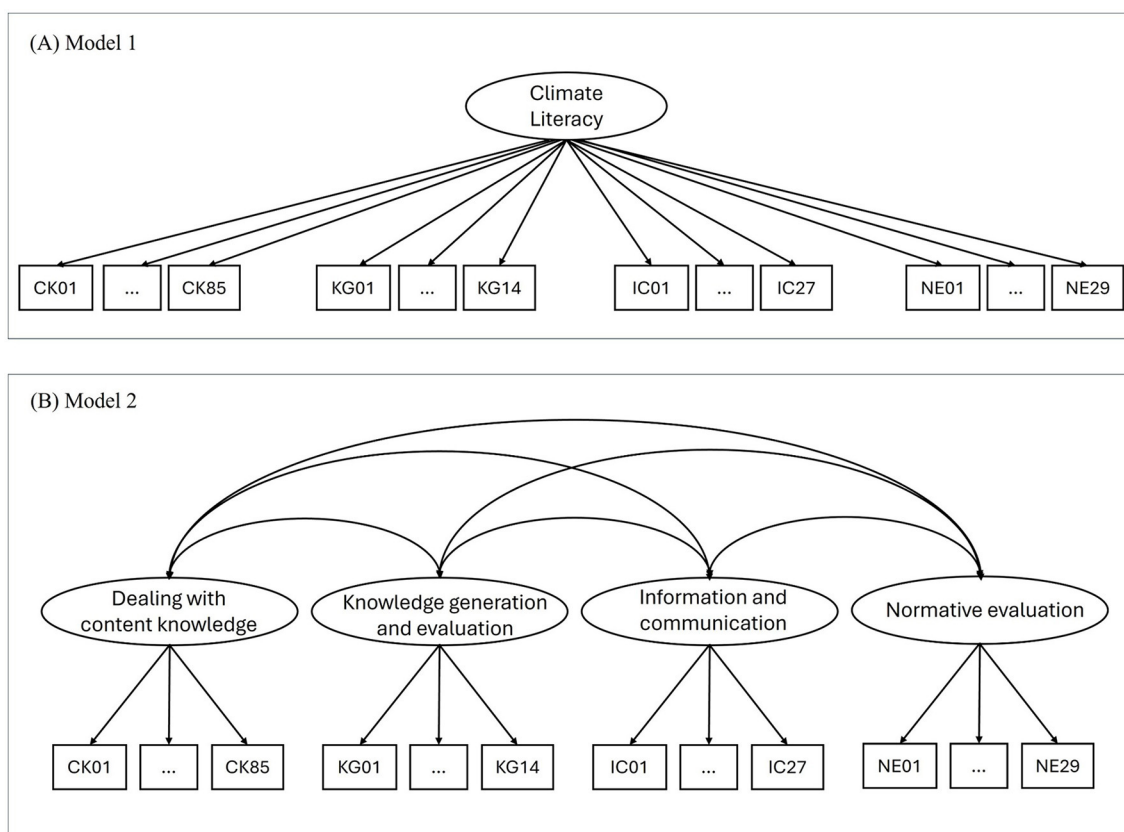 (A) Model 1
Climate
Literacy
CK01 ... CK85 KG01 ... KG14 IC01 ... IC27 NE01 ... NE29
(B) Model 2
Dealing with
content knowledge
Knowledge generation
and evaluation
Information and
communication
Normative evaluation
CK01 ... CK85 KG01 ... KG14 IC01 ... IC27 NE01 ... NE29